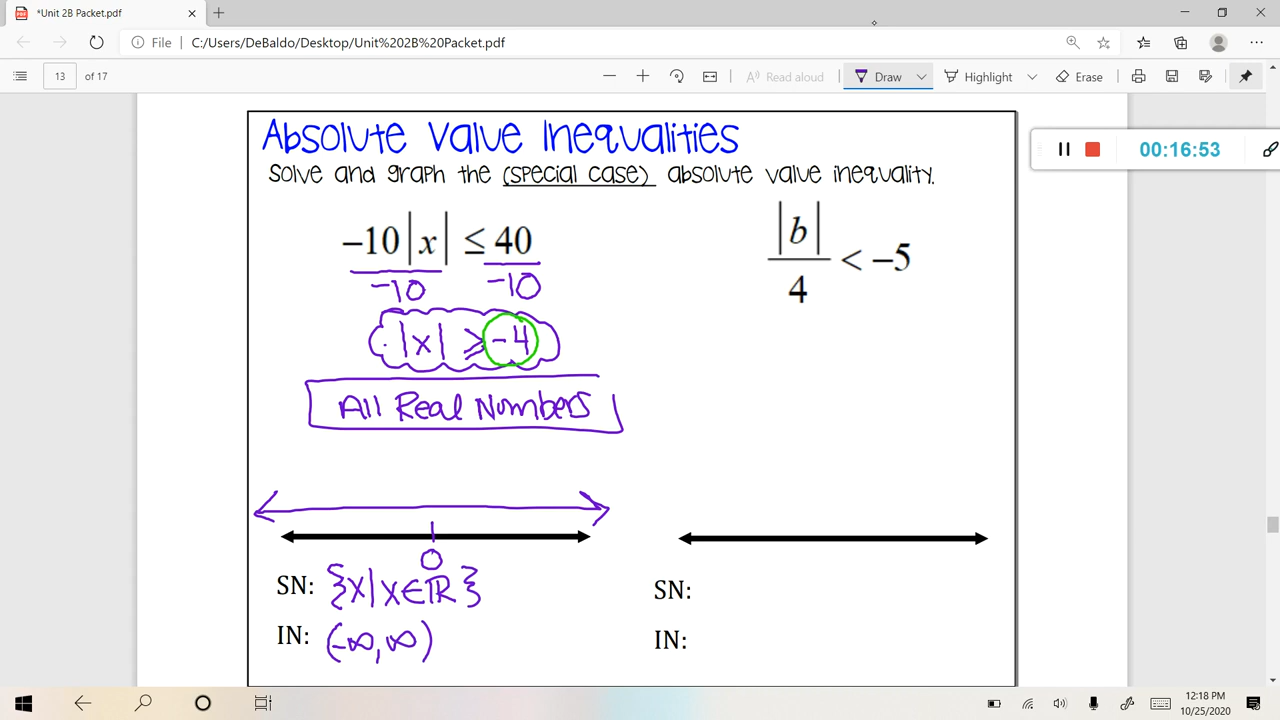 *Unit 2B Packet.pdf
File C:/Users/DeBaldo/Desktop/Unit%202B%20Packet.pdf
13 of 17 Read aloud Draw Highlight Erase
00:16:53
Absolute Value Inequalities
Solve and graph the (special case) absolute value inequality.
−10|x| ≤ 40
-10 -10
|x| ≥ -4
All Real Numbers
0
SN: {x|x∈ℝ}
IN: (-∞,∞)
|b|/4 < −5
SN:
IN:
12:18 PM
10/25/2020